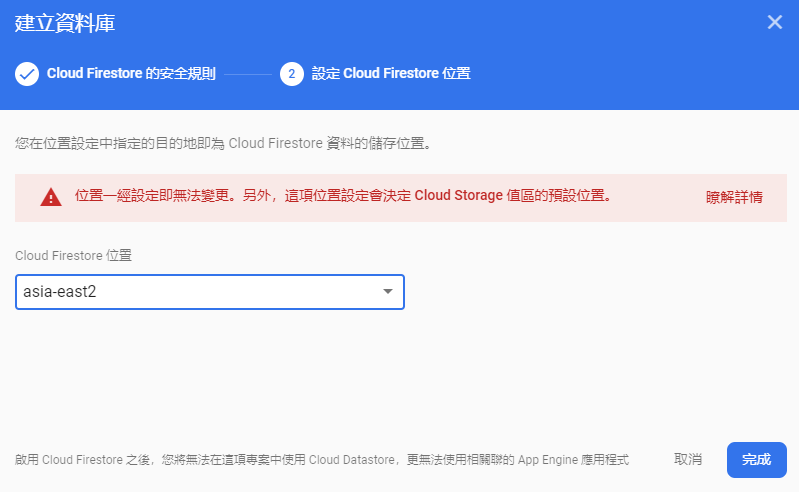 建立資料庫
Cloud Firestore 的安全規則
2 設定 Cloud Firestore 位置
您在位置設定中指定的目的地即為 Cloud Firestore 資料的儲存位置。
位置一經設定即無法變更。另外，這項位置設定會決定 Cloud Storage 值區的預設位置。 瞭解詳情
Cloud Firestore 位置
asia-east2
啟用 Cloud Firestore 之後，您將無法在這項專案中使用 Cloud Datastore，更無法使用相關聯的 App Engine 應用程式 取消 完成